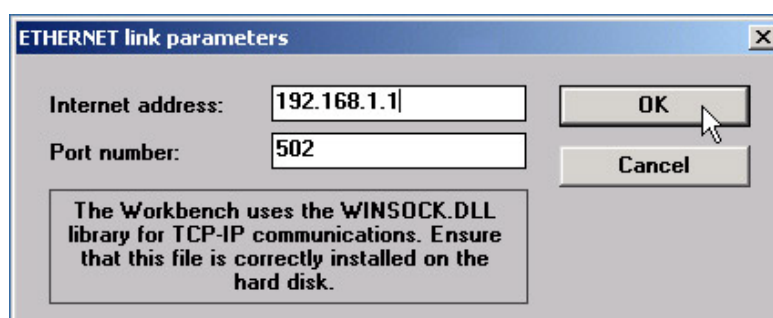 ETHERNET link parameters
Internet address: 192.168.1.1 OK
Port number: 502 Cancel
The Workbench uses the WINSOCK.DLL
library for TCP-IP communications. Ensure
that this file is correctly installed on the
hard disk.